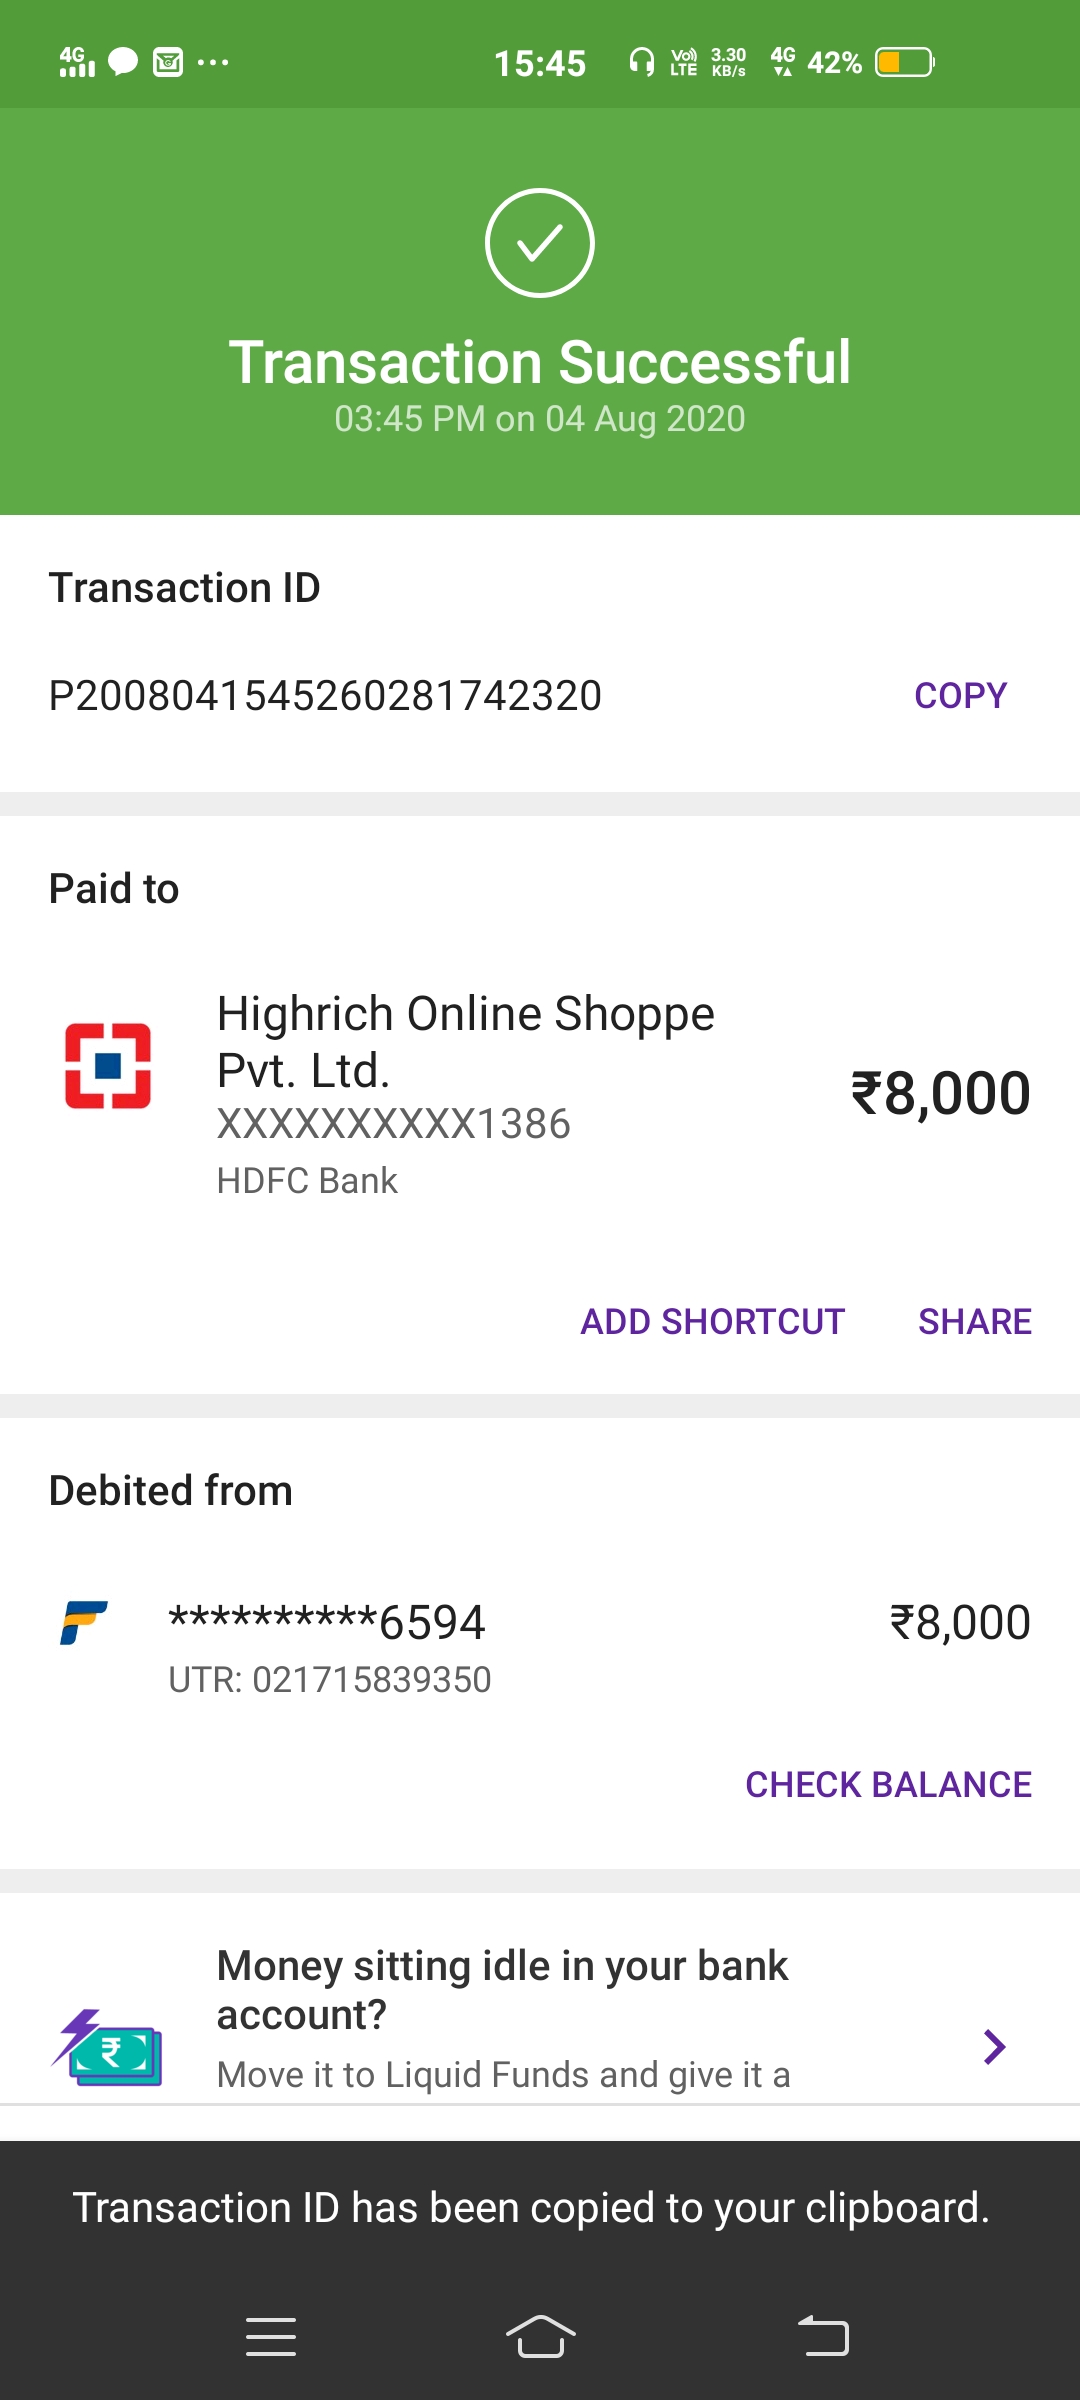 4G 15:45 Vo) LTE 3.30 KB/s 4G 42%
Transaction Successful
03:45 PM on 04 Aug 2020
Transaction ID
P2008041545260281742320 COPY
Paid to
Highrich Online Shoppe
Pvt. Ltd.
₹8,000
XXXXXXXXXX1386
HDFC Bank
ADD SHORTCUT SHARE
Debited from
**********6594 ₹8,000
UTR: 021715839350
CHECK BALANCE
Money sitting idle in your bank
account?
Move it to Liquid Funds and give it a
Transaction ID has been copied to your clipboard.